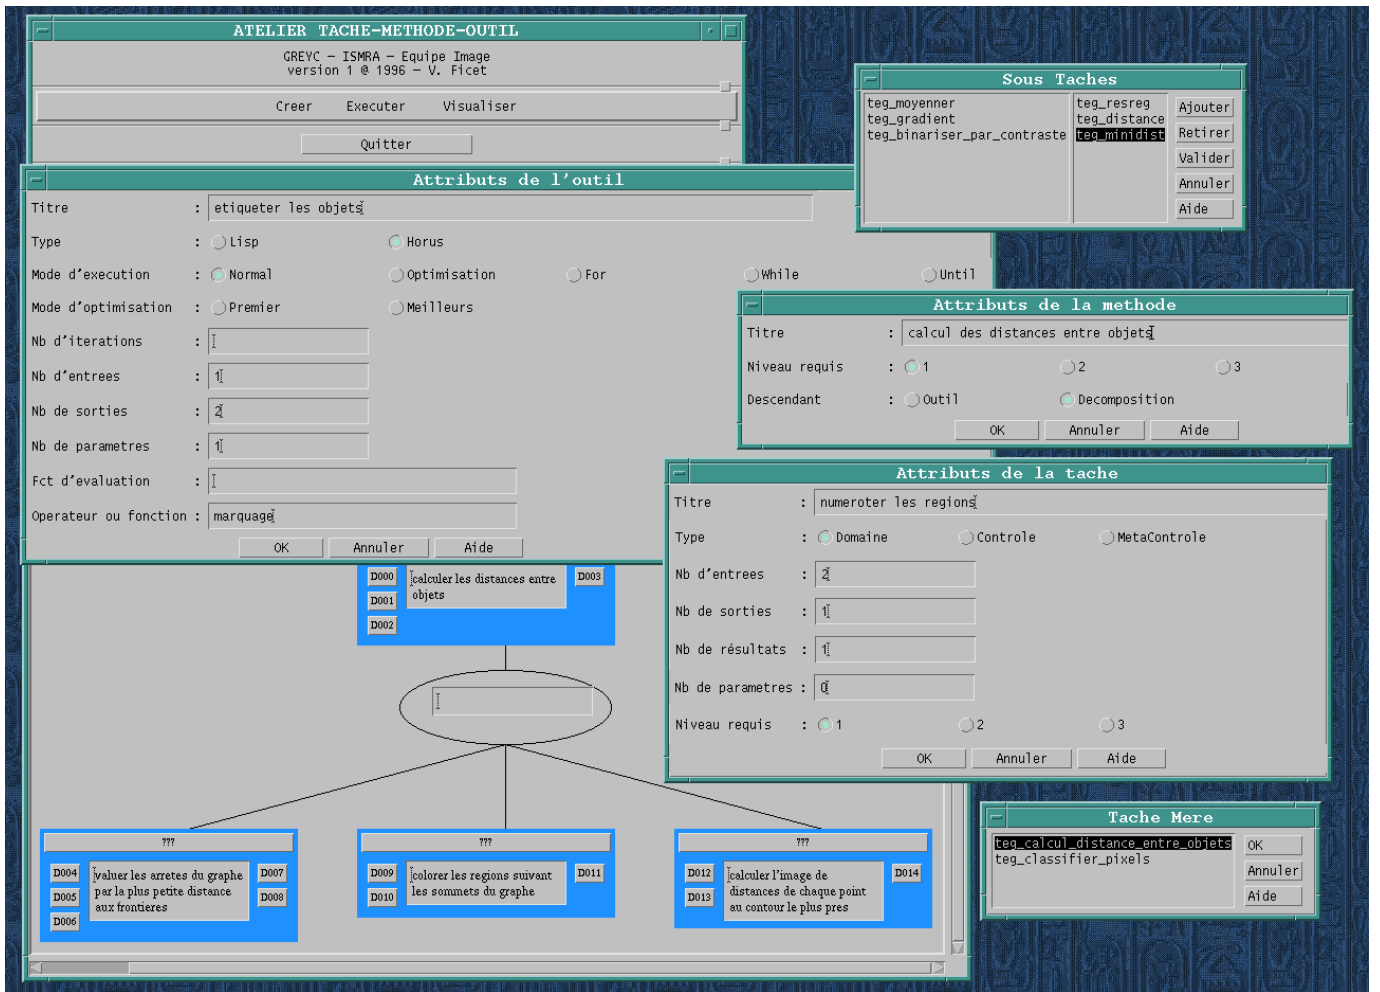 ATELIER TACHE-METHODE-OUTIL
GREYC - ISMRA - Equipe Image
version 1 @ 1996 - V. Ficet
Creer Executer Visualiser
Quitter
Sous Taches
teg_moyenner
teg_gradient
teg_binariser_par_contraste
teg_resreg
teg_distance
teg_minidist
Ajouter
Retirer
Valider
Annuler
Aide
Attributs de l'outil
Titre : etiqueter les objets
Type : Lisp Horus
Mode d'execution : Normal Optimisation For While Until
Mode d'optimisation : Premier Meilleurs
Nb d'iterations :
Nb d'entrees : 1
Nb de sorties : 2
Nb de parametres : 1
Fct d'evaluation :
Operateur ou fonction : marquage
OK Annuler Aide
Attributs de la methode
Titre : calcul des distances entre objets
Niveau requis : 1 2 3
Descendant : Outil Decomposition
OK Annuler Aide
Attributs de la tache
Titre : numeroter les regions
Type : Domaine Controle MetaControle
Nb d'entrees : 2
Nb de sorties : 1
Nb de résultats : 1
Nb de parametres : 0
Niveau requis : 1 2 3
OK Annuler Aide
D000
D001
D002
calculer les distances entre
objets
D003
???
D004
D005
D006
valuer les arretes du graphe
par la plus petite distance
aux frontieres
D007
D008
???
D009
D010
colorer les regions suivant
les sommets du graphe
D011
???
D012
D013
calculer l'image de
distances de chaque point
au contour le plus pres
D014
Tache Mere
teg_calcul_distance_entre_objets
teg_classifier_pixels
OK
Annuler
Aide